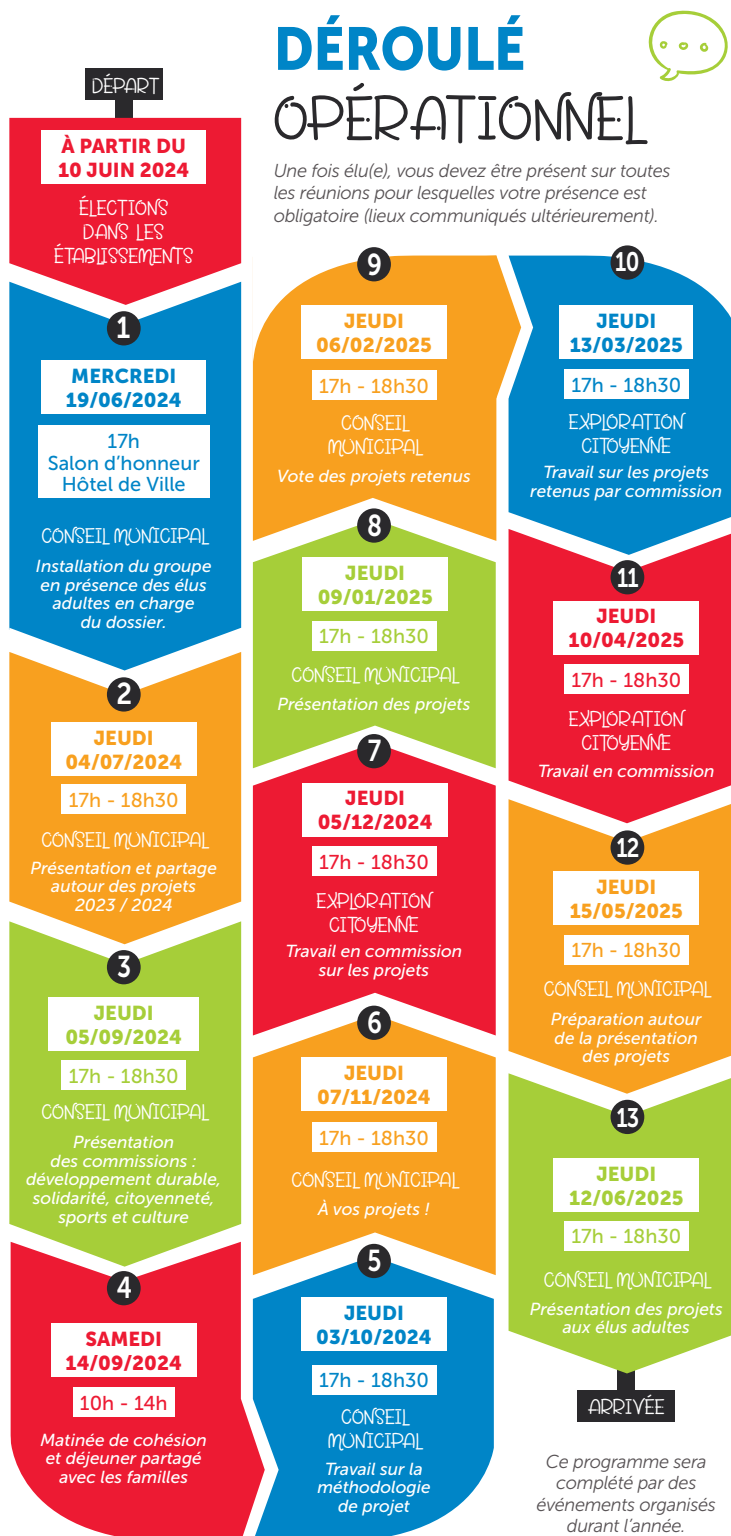 DÉROULÉ
OPÉRATIONNEL
Une fois élu(e), vous devez être présent sur toutes
les réunions pour lesquelles votre présence est
obligatoire (lieux communiqués ultérieurement).
DÉPART
À PARTIR DU
10 JUIN 2024
ÉLECTIONS
DANS LES
ÉTABLISSEMENTS
1
MERCREDI
19/06/2024
17h
Salon d'honneur
Hôtel de Ville
CONSEIL MUNICIPAL
Installation du groupe
en présence des élus
adultes en charge
du dossier.
2
JEUDI
04/07/2024
17h - 18h30
CONSEIL MUNICIPAL
Présentation et partage
autour des projets
2023 / 2024
3
JEUDI
05/09/2024
17h - 18h30
CONSEIL MUNICIPAL
Présentation
des commissions :
développement durable,
solidarité, citoyenneté,
sports et culture
4
SAMEDI
14/09/2024
10h - 14h
Matinée de cohésion
et déjeuner partagé
avec les familles
5
JEUDI
03/10/2024
17h - 18h30
CONSEIL
MUNICIPAL
Travail sur la
méthodologie
de projet
6
JEUDI
07/11/2024
17h - 18h30
CONSEIL MUNICIPAL
À vos projets !
7
JEUDI
05/12/2024
17h - 18h30
EXPLORATION
CITOYENNE
Travail en commission
sur les projets
8
JEUDI
09/01/2025
17h - 18h30
CONSEIL MUNICIPAL
Présentation des projets
9
JEUDI
06/02/2025
17h - 18h30
CONSEIL
MUNICIPAL
Vote des projets retenus
10
JEUDI
13/03/2025
17h - 18h30
EXPLORATION
CITOYENNE
Travail sur les projets
retenus par commission
11
JEUDI
10/04/2025
17h - 18h30
EXPLORATION
CITOYENNE
Travail en commission
12
JEUDI
15/05/2025
17h - 18h30
CONSEIL MUNICIPAL
Préparation autour
de la présentation
des projets
13
JEUDI
12/06/2025
17h - 18h30
CONSEIL MUNICIPAL
Présentation des projets
aux élus adultes
ARRIVÉE
Ce programme sera
complété par des
événements organisés
durant l'année.